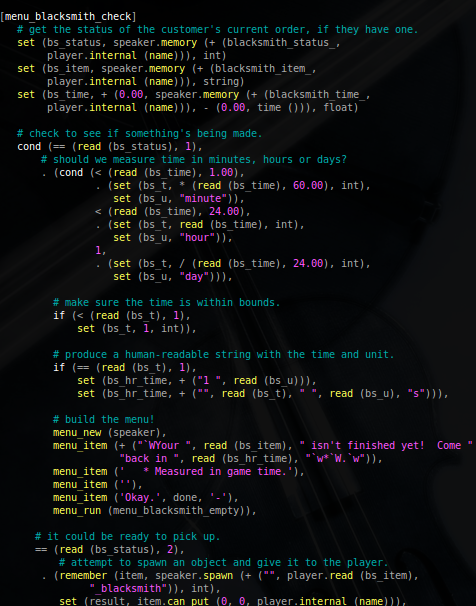 [menu_blacksmith_check]
# get the status of the customer's current order, if they have one.
set (bs_status, speaker.memory (+ (blacksmith_status_,
player.internal (name))), int)
set (bs_item, speaker.memory (+ (blacksmith_item_,
player.internal (name))), string)
set (bs_time, + (0.00, speaker.memory (+ (blacksmith_time_,
player.internal (name))), - (0.00, time ())), float)
# check to see if something's being made.
cond (== (read (bs_status), 1),
# should we measure time in minutes, hours or days?
. (cond (< (read (bs_time), 1.00),
. (set (bs_t, * (read (bs_time), 60.00), int),
set (bs_u, "minute")),
< (read (bs_time), 24.00),
. (set (bs_t, read (bs_time), int),
set (bs_u, "hour")),
1,
. (set (bs_t, / (read (bs_time), 24.00), int),
set (bs_u, "day"))),
# make sure the time is within bounds.
if (< (read (bs_t), 1),
set (bs_t, 1, int)),
# produce a human-readable string with the time and unit.
if (== (read (bs_t), 1),
set (bs_hr_time, + ("1 ", read (bs_u))),
set (bs_hr_time, + ("", read (bs_t), " ", read (bs_u), "s"))),
# build the menu!
menu_new (speaker),
menu_item (+ ("`WYour ", read (bs_item), " isn't finished yet!  Come "
"back in ", read (bs_hr_time), "`w*`W.`w")),
menu_item ('   * Measured in game time.'),
menu_item (''),
menu_item ('Okay.', done, '-'),
menu_run (menu_blacksmith_empty)),
# it could be ready to pick up.
== (read (bs_status), 2),
# attempt to spawn an object and give it to the player.
. (remember (item, speaker.spawn (+ ("", player.read (bs_item),
"_blacksmith")), int),
set (result, item.can_put (0, 0, player.internal (name))),